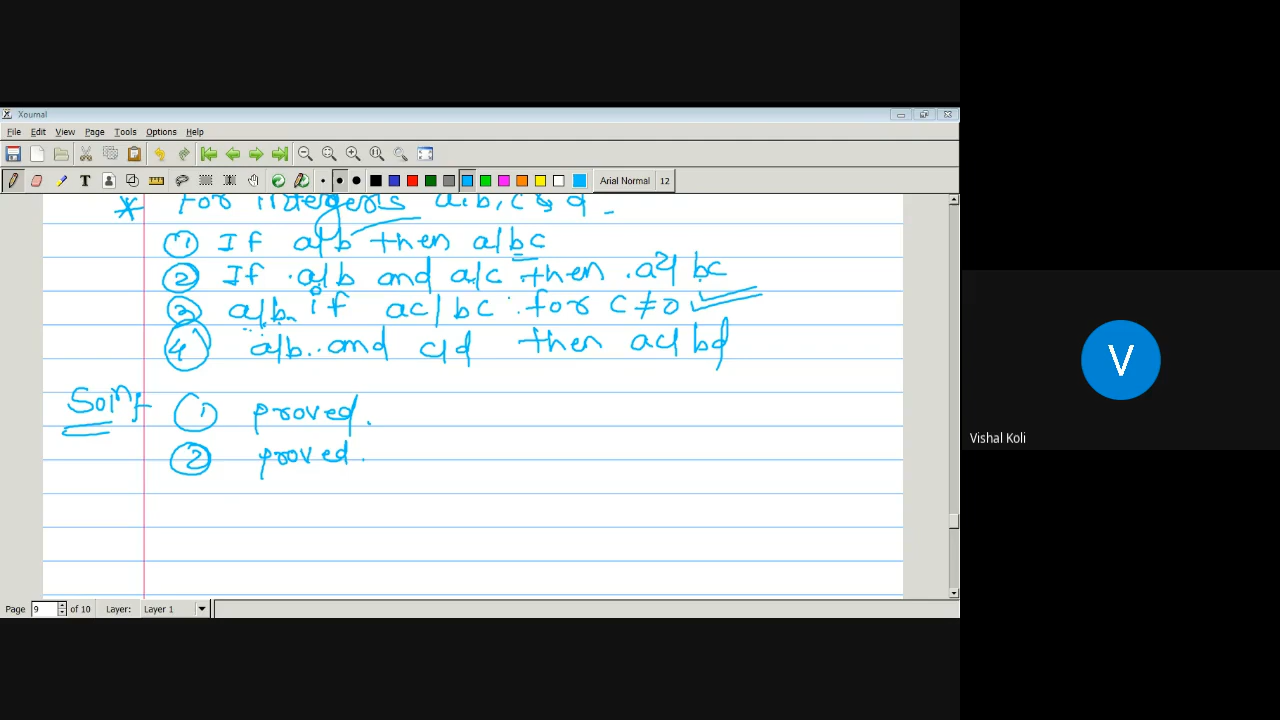 Xournal
File Edit View Page Tools Options Help
Arial Normal 12
* For integers a, b, c & d
① If a|b then a|bc
② If a|b and a|c then a²|bc
③ a|b if ac|bc for c ≠ 0
④ a|b and c|d then ac|bd
Solⁿ ① proved.
② proved.
V
Vishal Koli
Page 9 of 10 Layer: Layer 1